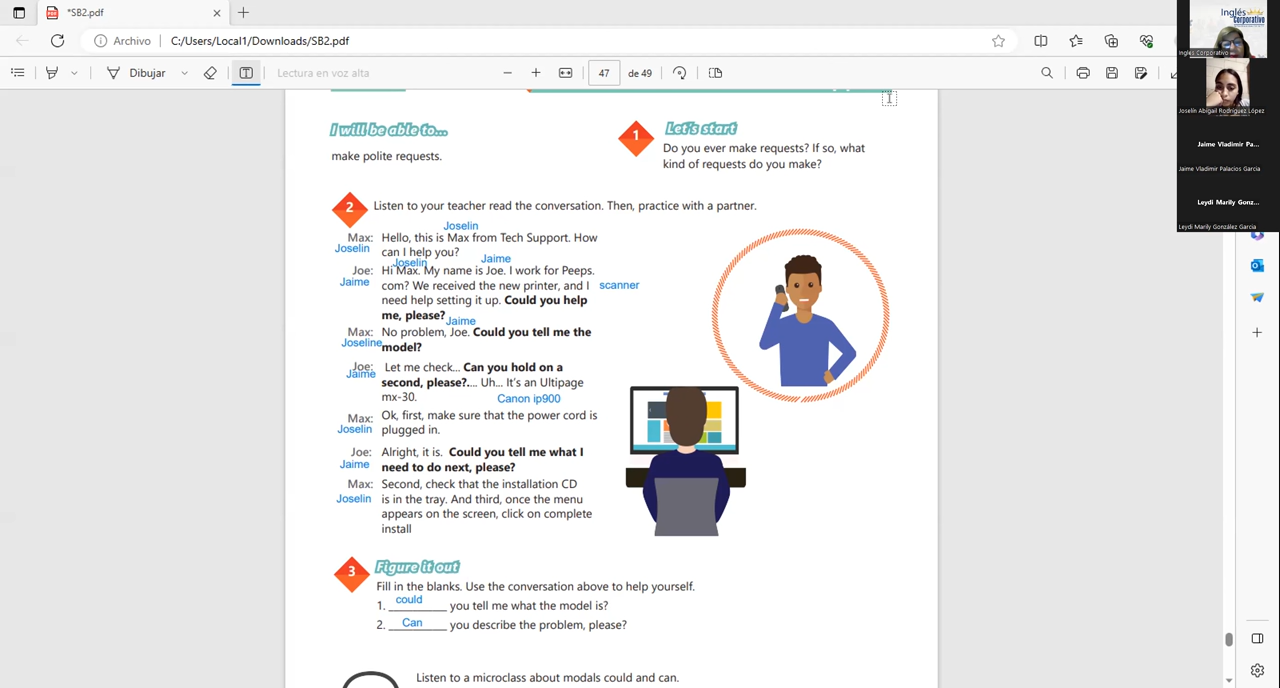 *SB2.pdf
Archivo
C:/Users/Local1/Downloads/SB2.pdf
Dibujar
Lectura en voz alta
47
de 49
I will be able to...
make polite requests.
1
Let's start
Do you ever make requests? If so, what
kind of requests do you make?
2
Listen to your teacher read the conversation. Then, practice with a partner.
Joselin
Max: Hello, this is Max from Tech Support. How
Joselin
can I help you?
Joselin
Jaime
Joe: Hi Max. My name is Joe. I work for Peeps.
Jaime
com? We received the new printer, and I
scanner
need help setting it up. Could you help
me, please?
Jaime
Max: No problem, Joe. Could you tell me the
Joseline
model?
Joe: Let me check... Can you hold on a
Jaime
second, please?.... Uh... It's an Ultipage
mx-30.
Canon ip900
Max: Ok, first, make sure that the power cord is
Joselin
plugged in.
Joe: Alright, it is. Could you tell me what I
Jaime
need to do next, please?
Max: Second, check that the installation CD
Joselin
is in the tray. And third, once the menu
appears on the screen, click on complete
install
3
Figure it out
Fill in the blanks. Use the conversation above to help yourself.
1. could you tell me what the model is?
2. Can you describe the problem, please?
Listen to a microclass about modals could and can.
Inglés
Corporativo
Ingles Corporativo
Joselín Abigail Rodriguez López
Jaime Vladimir Pa...
Jaime Vladimir Palacios Garcia
Leydi Marily Gonz...
Leydi Marily González Garcia